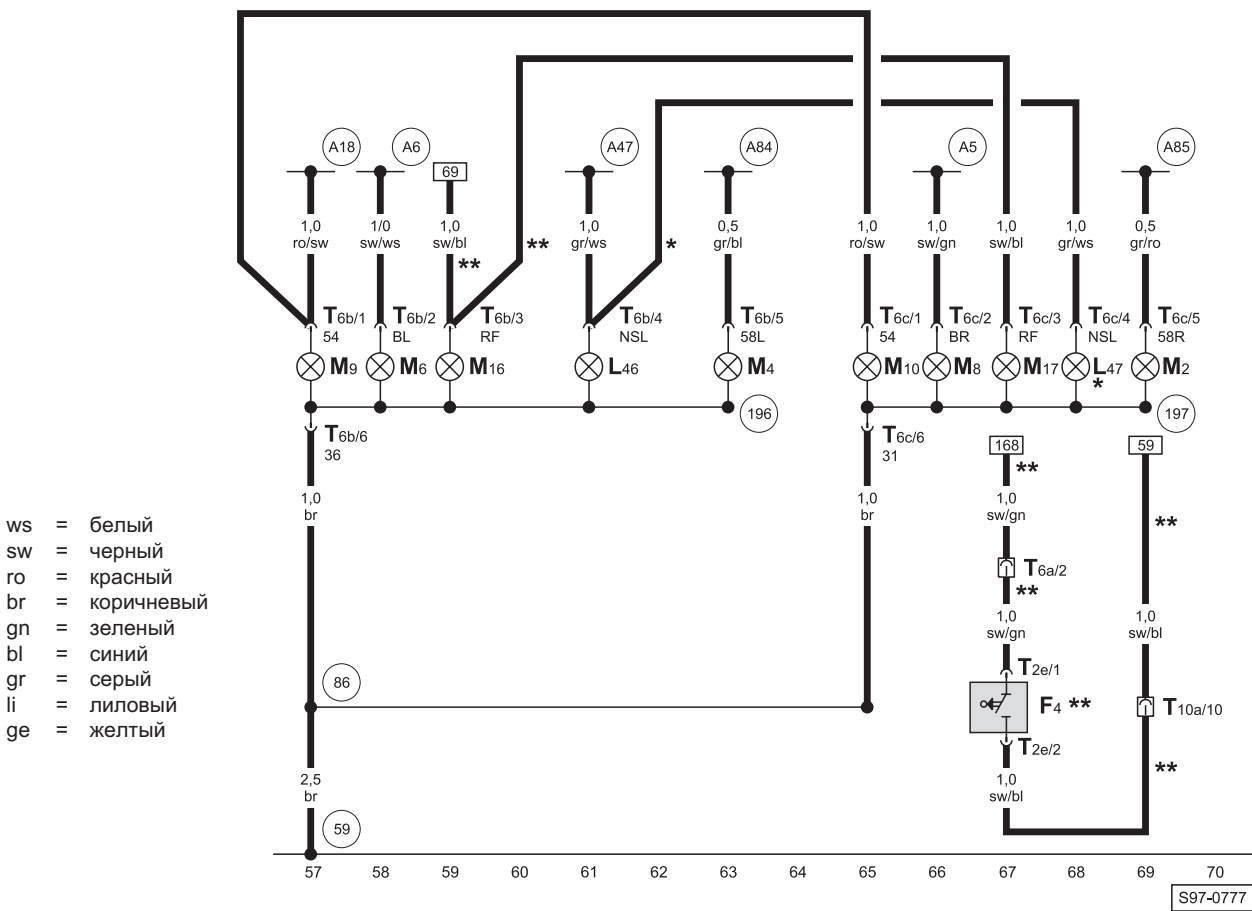 A18 A6 69 A47 A84 A5 A85
1,0 1/0 1,0 1,0 0,5 1,0 1,0 1,0 1,0 0,5
ro/sw sw/ws sw/bl gr/ws gr/bl ro/sw sw/gn sw/bl gr/ws gr/ro
** ** *
T6b/1 T6b/2 T6b/3 T6b/4 T6b/5 T6c/1 T6c/2 T6c/3 T6c/4 T6c/5
54 BL RF NSL 58L 54 BR RF NSL 58R
M9 M6 M16 L46 M4 M10 M8 M17 L47 M2
*
196 197
T6b/6 T6c/6
36 31
168 59
**
1,0 1,0 1,0
br br sw/gn
**
T6a/2
**
1,0 1,0
sw/gn sw/bl
T2e/1
86
F4 ** T10a/10
T2e/2
**
2,5 1,0
br sw/bl
59
57 58 59 60 61 62 63 64 65 66 67 68 69 70
S97-0777
ws = белый
sw = черный
ro = красный
br = коричневый
gn = зеленый
bl = синий
gr = серый
li = лиловый
ge = желтый